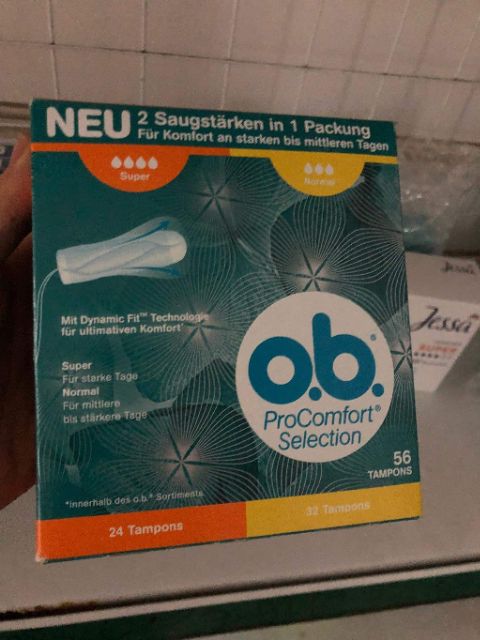 NEU 2 Saugstärken in 1 Packung
Für Komfort an starken bis mittleren Tagen
Super
Normal
Mit Dynamic Fit™ Technologie
für ultimativen Komfort*
Super
Für starke Tage
Normal
Für mittlere
bis stärkere Tage
o.b.®
ProComfort®
Selection
56
TAMPONS
*innerhalb des o.b.® Sortiments
24 Tampons
32 Tampons
Jessa
Jessa
SUPER